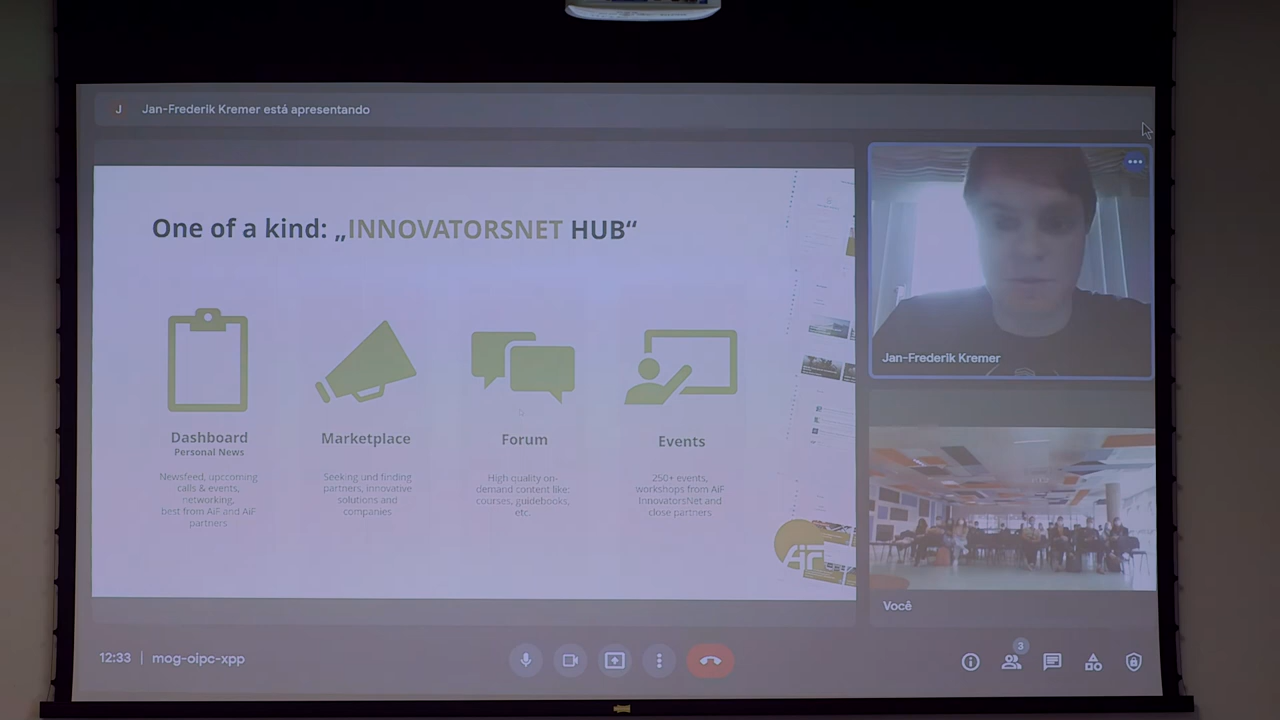 J Jan-Frederik Kremer está apresentando
One of a kind: „INNOVATORSNET HUB“
Dashboard
Personal News
Newsfeed, upccoming
calls & events,
networking,
best from AiF and AiF
partners
Marketplace
Seeking und finding
partners, innovative
solutions and
companies
Forum
High quality on-
demand content like:
courses, guidebooks,
etc.
Events
250+ events,
workshops from AiF
InnovatorsNet and
close partners
AiF
Jan-Frederik Kremer
Você
12:33 | mog-oipc-xpp
3